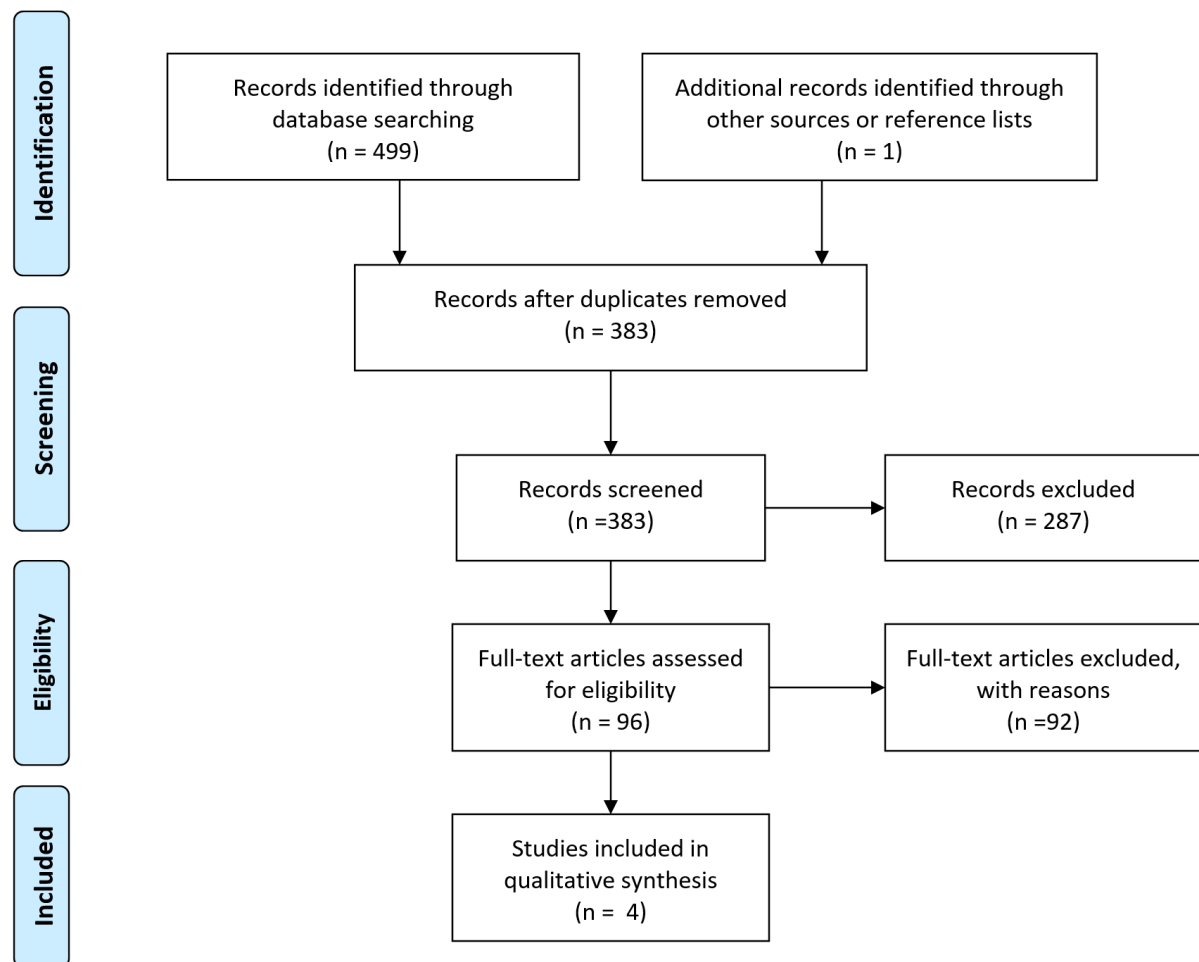 Identification
Records identified through
database searching
(n = 499)
Additional records identified through
other sources or reference lists
(n = 1)
Records after duplicates removed
(n = 383)
Screening
Records screened
(n =383)
Records excluded
(n = 287)
Eligibility
Full-text articles assessed
for eligibility
(n = 96)
Full-text articles excluded,
with reasons
(n =92)
Included
Studies included in
qualitative synthesis
(n =  4)